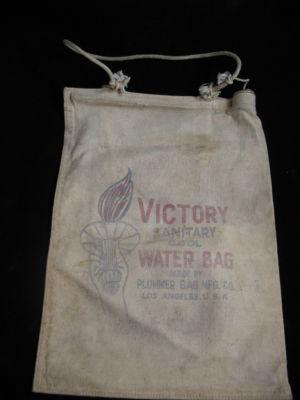 VICTORY
SANITARY
COOL
WATER BAG
MADE BY
PLUMMER BAG MFG. CO.
LOS ANGELES, U.S.A.